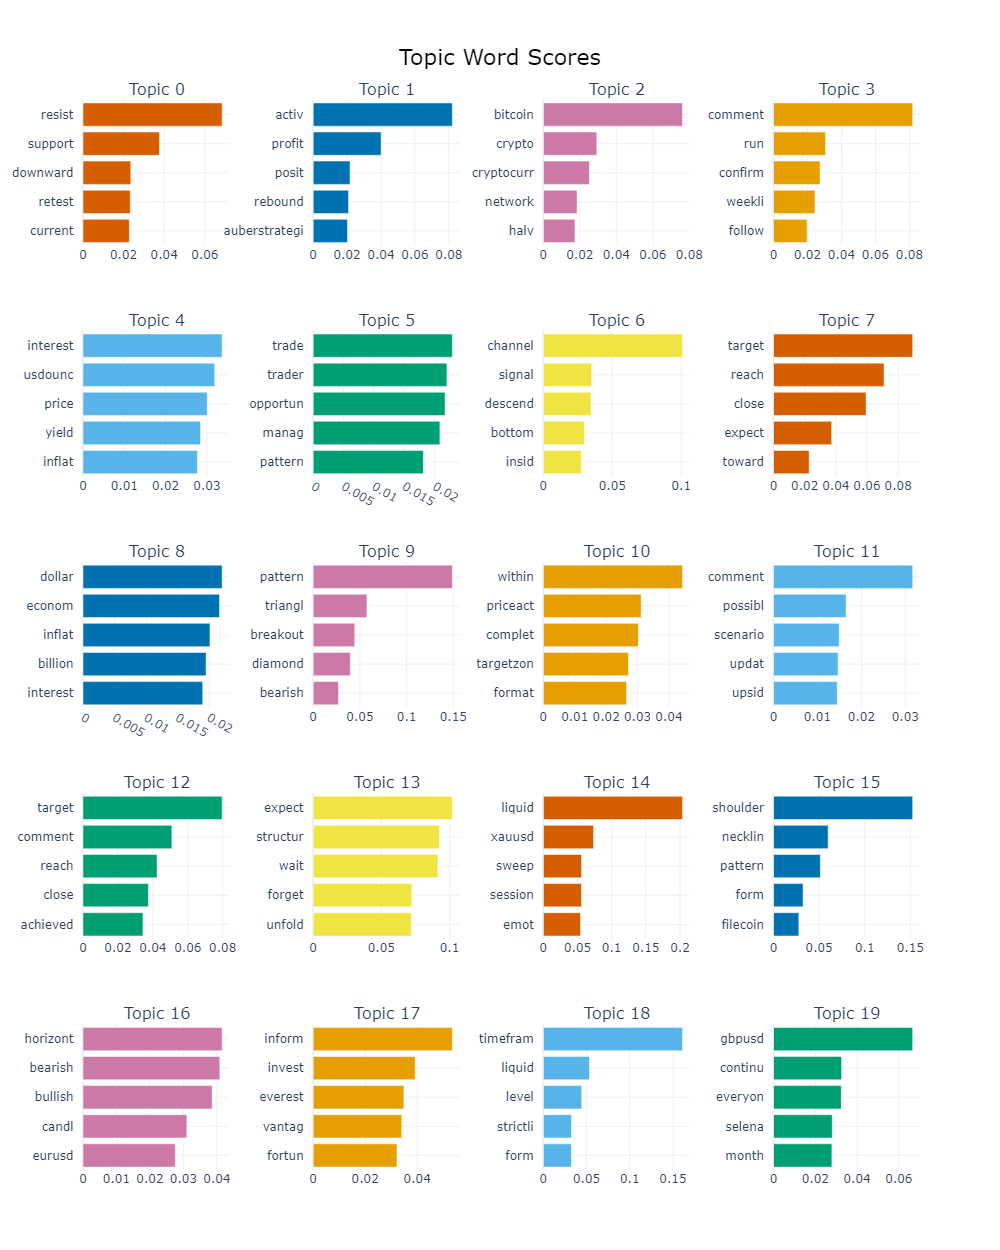 Topic Word Scores
Topic 0
resist
support
downward
retest
current
0 0.02 0.04 0.06
Topic 1
activ
profit
posit
rebound
auberstrategi
0 0.02 0.04 0.06 0.08
Topic 2
bitcoin
crypto
cryptocurr
network
halv
0 0.02 0.04 0.06 0.08
Topic 3
comment
run
confirm
weekli
follow
0 0.02 0.04 0.06 0.08
Topic 4
interest
usdounc
price
yield
inflat
0 0.01 0.02 0.03
Topic 5
trade
trader
opportun
manag
pattern
0 0.005 0.01 0.015 0.02
Topic 6
channel
signal
descend
bottom
insid
0 0.05 0.1
Topic 7
target
reach
close
expect
toward
0 0.02 0.04 0.06 0.08
Topic 8
dollar
econom
inflat
billion
interest
0 0.005 0.01 0.015 0.02
Topic 9
pattern
triangl
breakout
diamond
bearish
0 0.05 0.1 0.15
Topic 10
within
priceact
complet
targetzon
format
0 0.01 0.02 0.03 0.04
Topic 11
comment
possibl
scenario
updat
upsid
0 0.01 0.02 0.03
Topic 12
target
comment
reach
close
achieved
0 0.02 0.04 0.06 0.08
Topic 13
expect
structur
wait
forget
unfold
0 0.05 0.1
Topic 14
liquid
xauusd
sweep
session
emot
0 0.05 0.1 0.15 0.2
Topic 15
shoulder
necklin
pattern
form
filecoin
0 0.05 0.1 0.15
Topic 16
horizont
bearish
bullish
candl
eurusd
0 0.01 0.02 0.03 0.04
Topic 17
inform
invest
everest
vantag
fortun
0 0.02 0.04
Topic 18
timefram
liquid
level
strictli
form
0 0.05 0.1 0.15
Topic 19
gbpusd
continu
everyon
selena
month
0 0.02 0.04 0.06